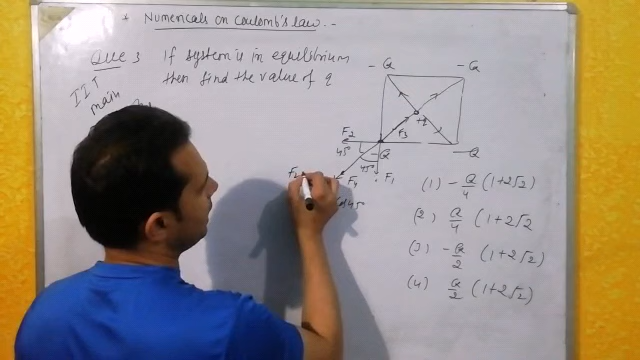 * Numericals on Coulomb's law.-
Que 3 If system is in equilibrium
then find the value of q
IIT
main
-Q -Q
+q
F3
F2
45°
Q -Q
45°
F1
F4
(1) -Q/4 (1+2√2)
(2) Q/4 (1+2√2
(3) -Q/2 (1+2√2)
(4) Q/2 (1+2√2)